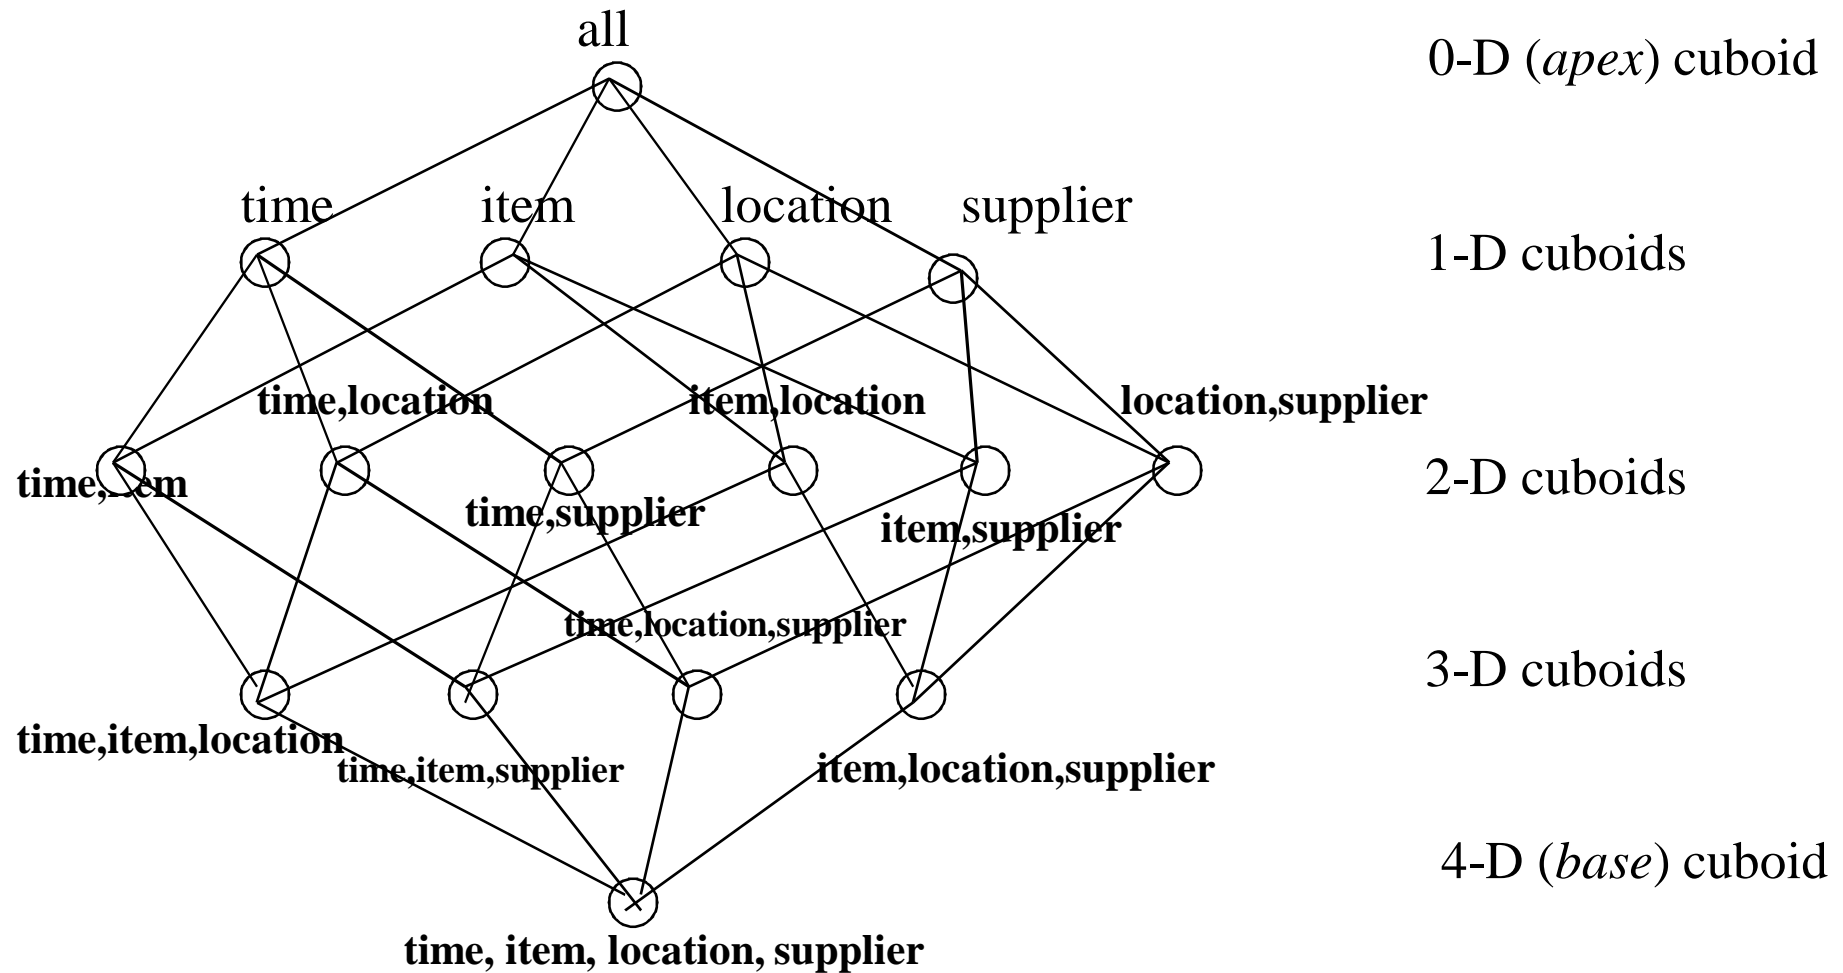 all
0-D (apex) cuboid
time
item
location
supplier
1-D cuboids
time,location
item,location
location,supplier
time,item
2-D cuboids
time,supplier
item,supplier
time,location,supplier
3-D cuboids
time,item,location
time,item,supplier
item,location,supplier
4-D (base) cuboid
time, item, location, supplier